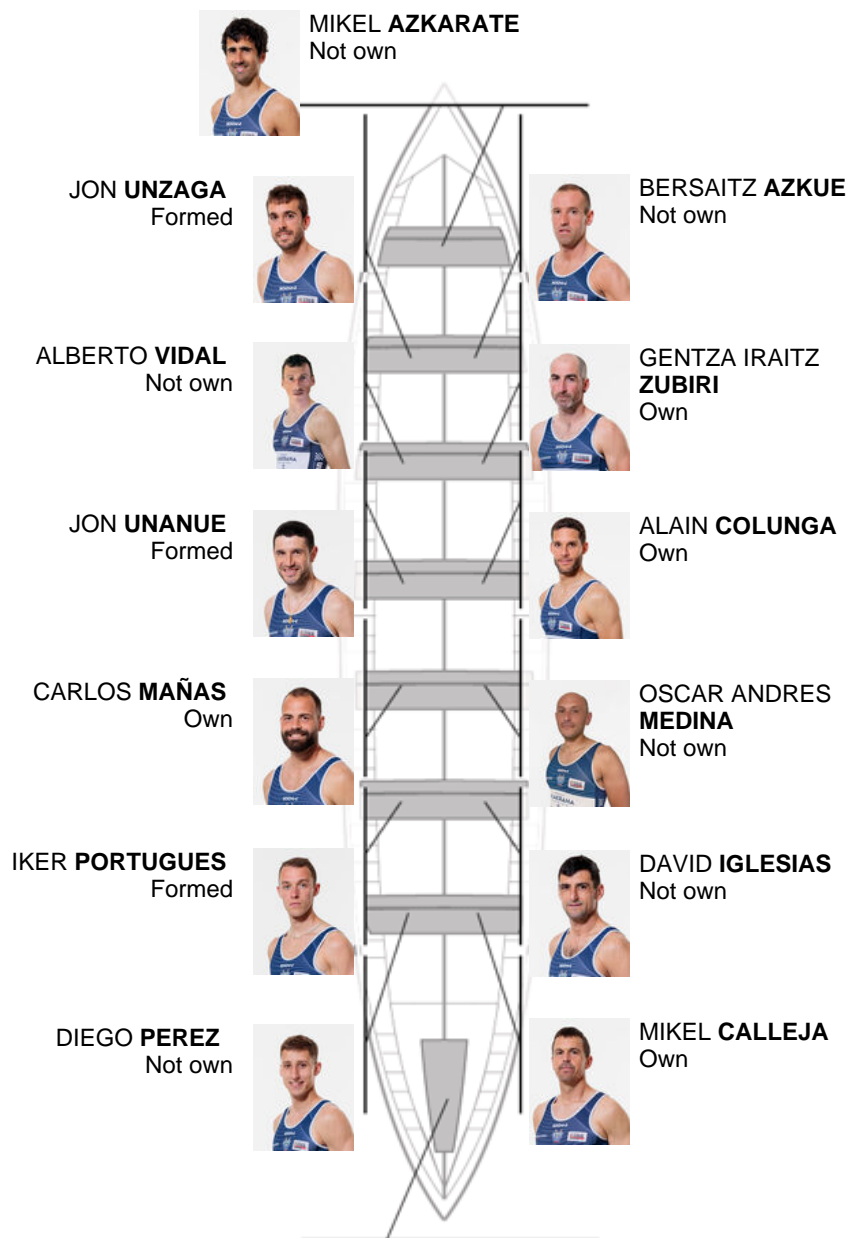 MIKEL AZKARATE
Not own
JON UNZAGA
Formed
BERSAITZ AZKUE
Not own
ALBERTO VIDAL
Not own
GENTZA IRAITZ
ZUBIRI
Own
JON UNANUE
Formed
ALAIN COLUNGA
Own
CARLOS MAÑAS
Own
OSCAR ANDRES
MEDINA
Not own
IKER PORTUGUES
Formed
DAVID IGLESIAS
Not own
DIEGO PEREZ
Not own
MIKEL CALLEJA
Own